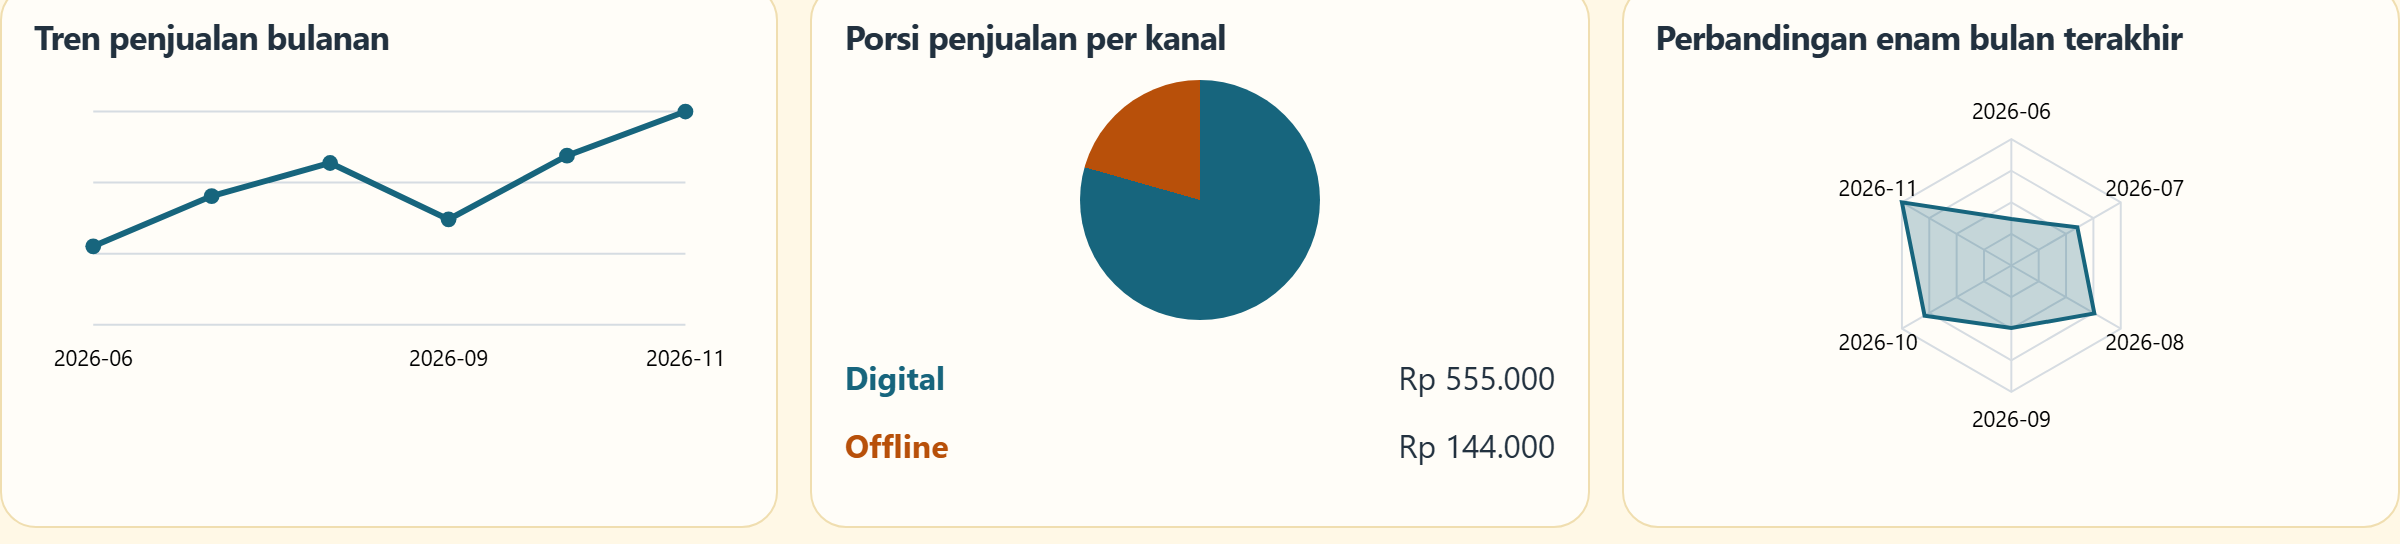 Tren penjualan bulanan
2026-06
2026-09
2026-11
Porsi penjualan per kanal
Digital
Rp 555.000
Offline
Rp 144.000
Perbandingan enam bulan terakhir
2026-06
2026-11
2026-07
2026-10
2026-08
2026-09